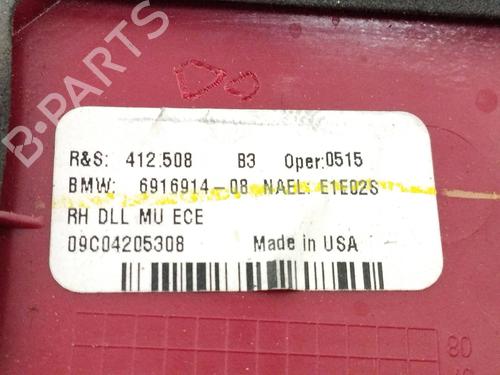 B-PARTS
R&S: 412.508 B3 Oper:0515
BMW: 6916914-08 NAEL E1E02S
RH DLL MU ECE
09C04205308 Made in USA
80